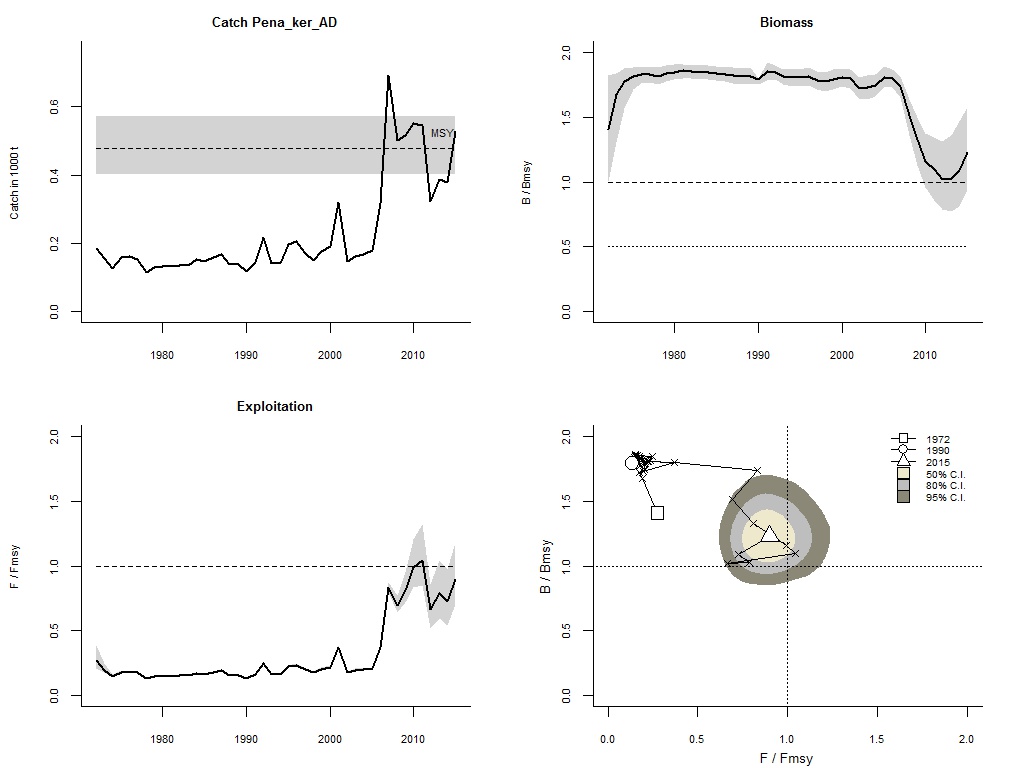 Catch Pena_ker_AD
Catch in 1000 t
0.0 0.2 0.4 0.6
MSY
1980 1990 2000 2010
Biomass
B / Bmsy
0.0 0.5 1.0 1.5 2.0
1980 1990 2000 2010
Exploitation
F / Fmsy
0.0 0.5 1.0 1.5 2.0
1980 1990 2000 2010
B / Bmsy
0.0 0.5 1.0 1.5 2.0
1972
1990
2015
50% C.I.
80% C.I.
95% C.I.
0.0 0.5 1.0 1.5 2.0
F / Fmsy